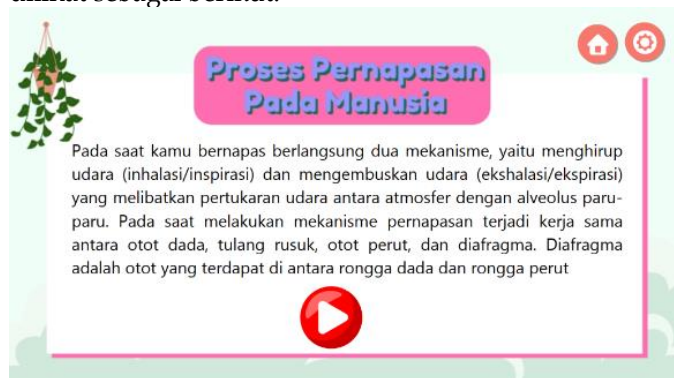 Proses Pernapasan
Pada Manusia
Pada saat kamu bernapas berlangsung dua mekanisme, yaitu menghirup
udara (inhalasi/inspirasi) dan mengembuskan udara (ekshalasi/ekspirasi)
yang melibatkan pertukaran udara antara atmosfer dengan alveolus paru-
paru. Pada saat melakukan mekanisme pernapasan terjadi kerja sama
antara otot dada, tulang rusuk, otot perut, dan diafragma. Diafragma
adalah otot yang terdapat di antara rongga dada dan rongga perut